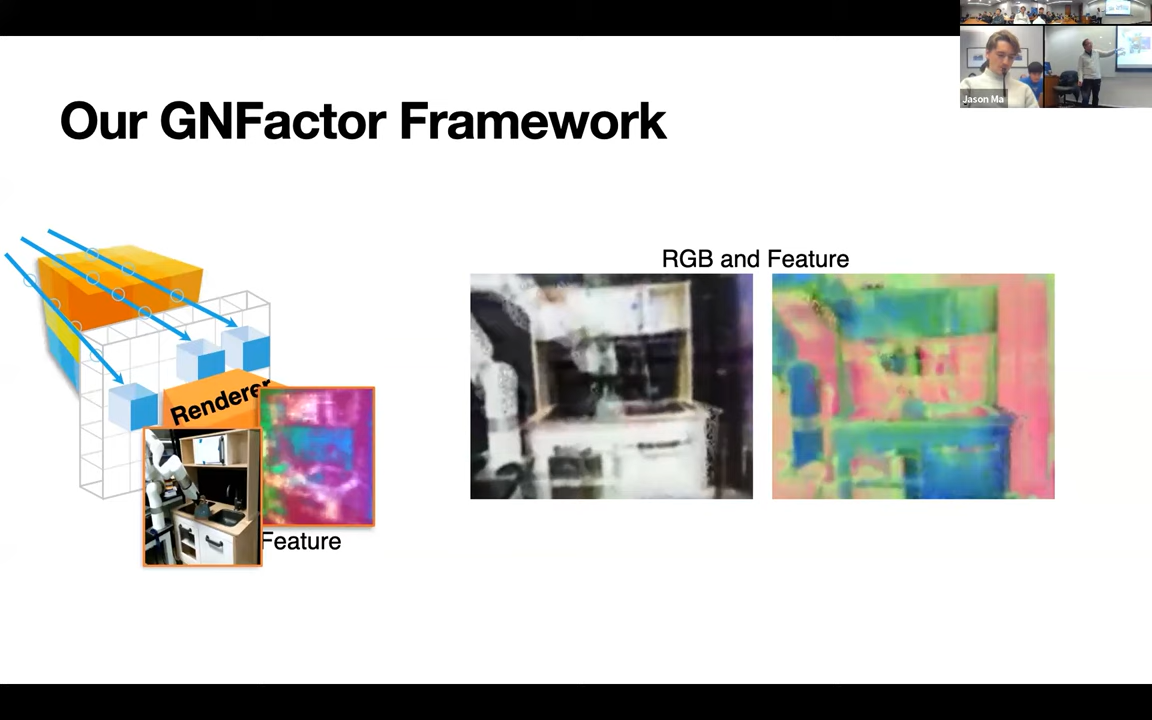 Jason Ma
Our GNFactor Framework
RGB and Feature
Renderer
Feature